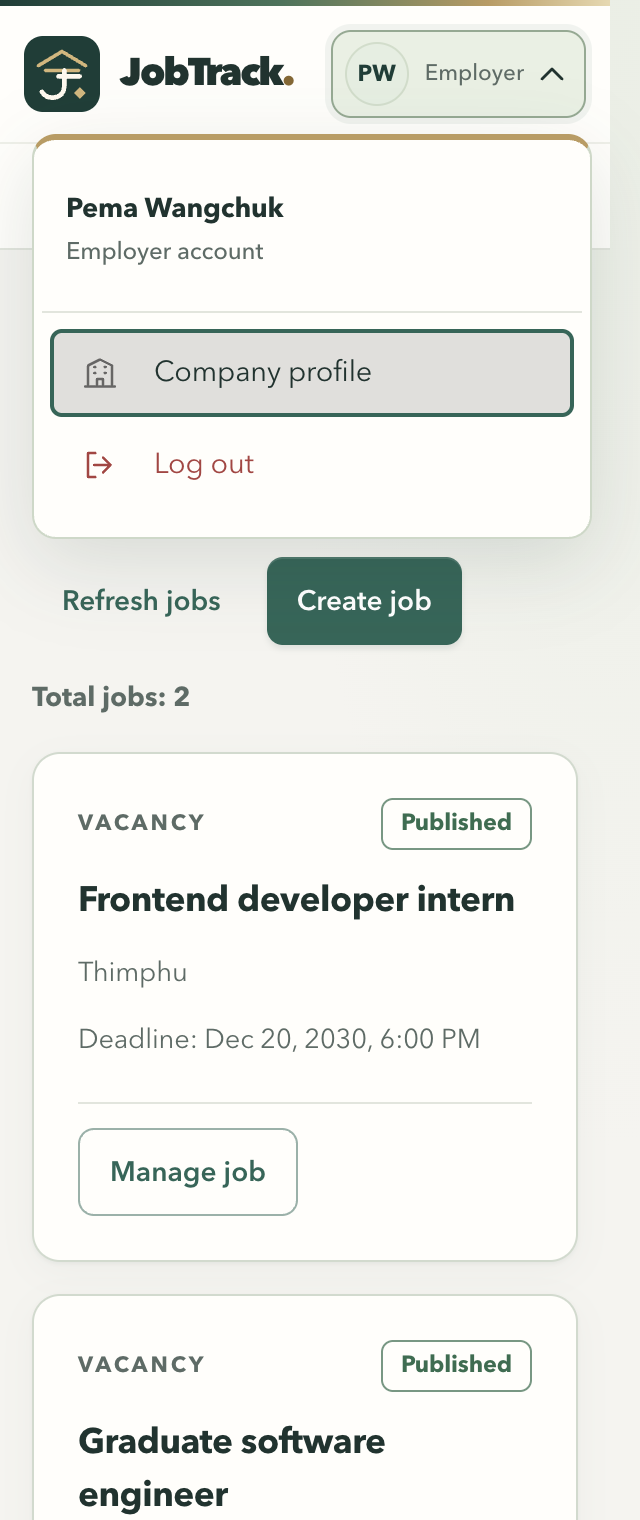 JobTrack.
PW Employer
Pema Wangchuk
Employer account
Company profile
Log out
Refresh jobs
Create job
Total jobs: 2
VACANCY
Published
Frontend developer intern
Thimphu
Deadline: Dec 20, 2030, 6:00 PM
Manage job
VACANCY
Published
Graduate software
engineer